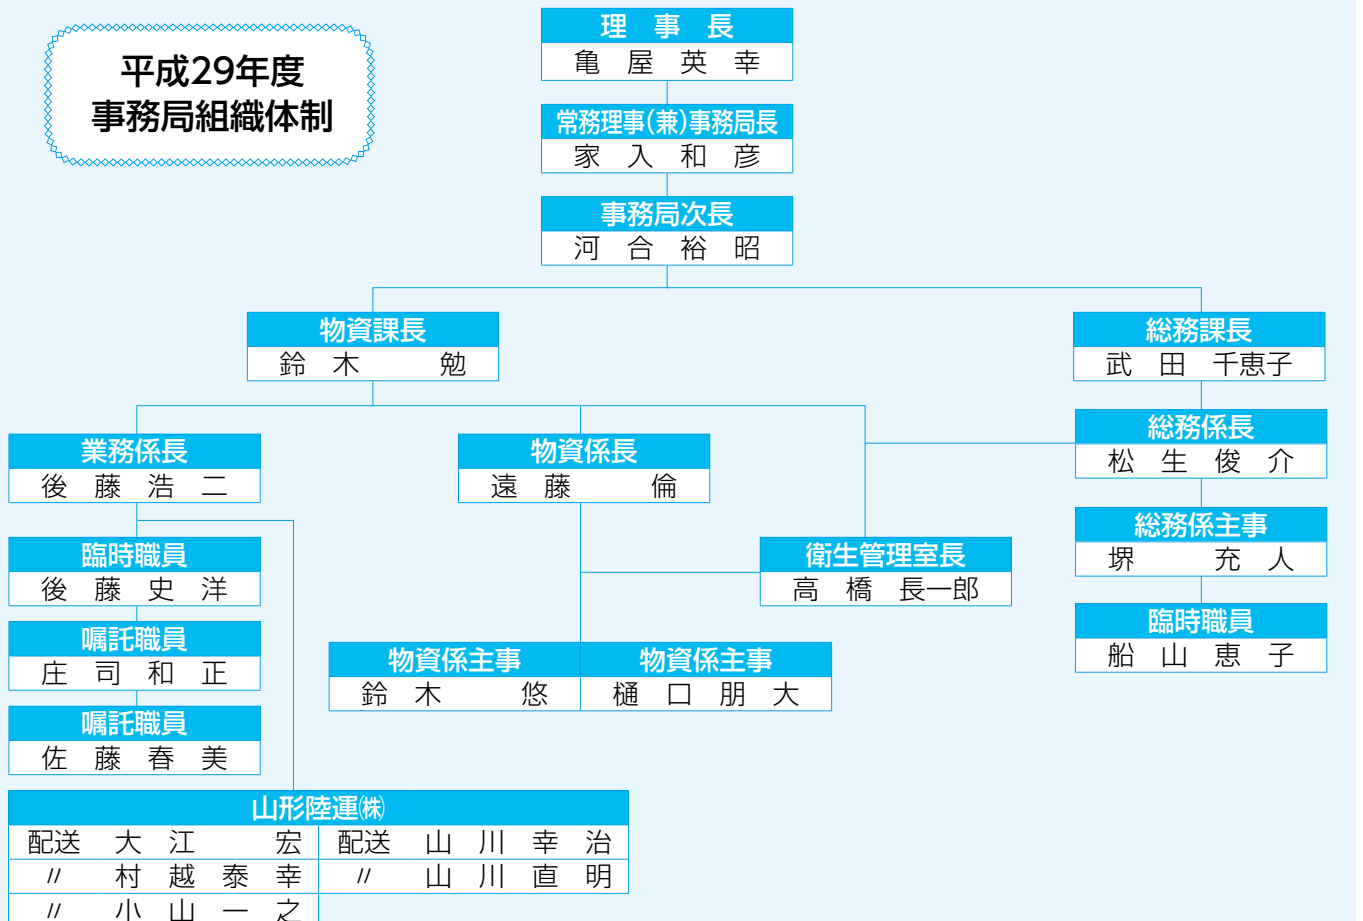 平成29年度
事務局組織体制
理事長
亀屋英幸
常務理事(兼)事務局長
家入和彦
事務局次長
河合裕昭
物資課長
鈴木 勉
総務課長
武田千恵子
業務係長
後藤浩二
物資係長
遠藤 倫
総務係長
松生俊介
臨時職員
後藤史洋
衛生管理室長
高橋長一郎
総務係主事
堺 充人
嘱託職員
庄司和正
物資係主事
鈴木 悠
物資係主事
樋口朋大
臨時職員
船山恵子
嘱託職員
佐藤春美
山形陸運㈱
配送 大江 宏 配送 山川幸治
〃 村越泰幸 〃 山川直明
〃 小山一之